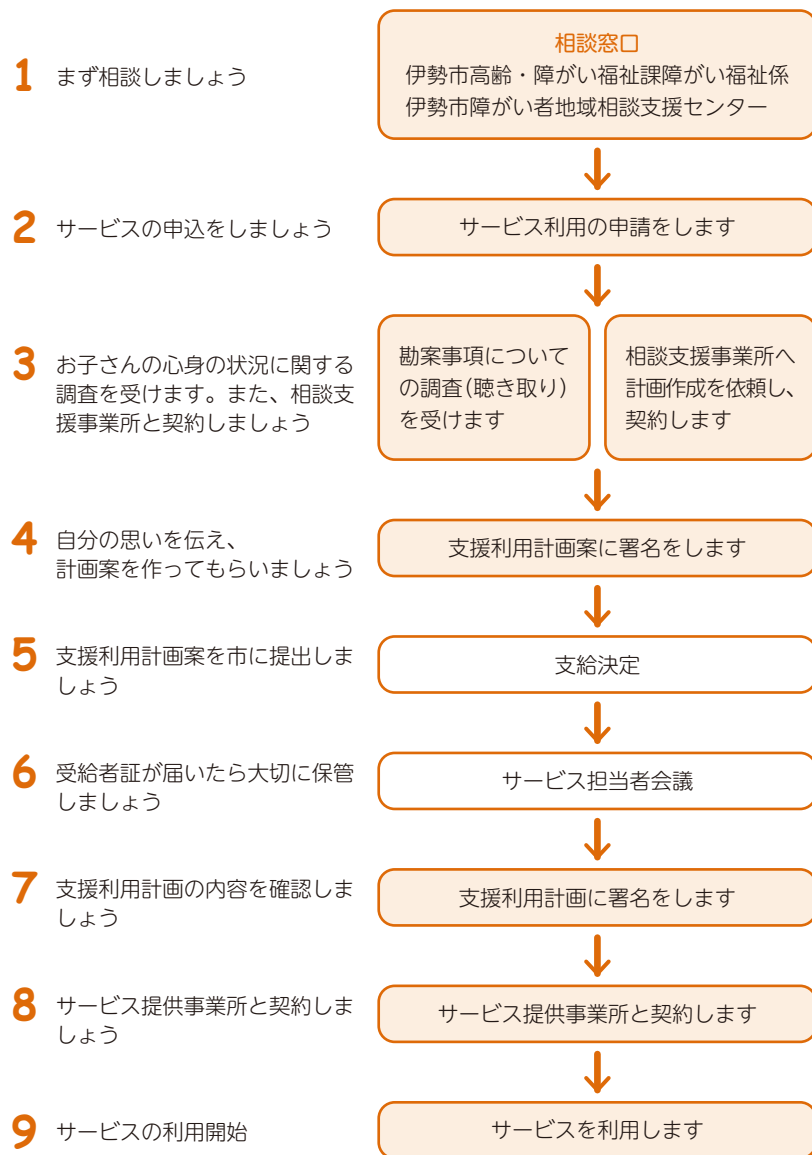 相談窓口
伊勢市高齢・障がい福祉課障がい福祉係
伊勢市障がい者地域相談支援センター
1 まず相談しましょう
2 サービスの申込をしましょう
サービス利用の申請をします
3 お子さんの心身の状況に関する
調査を受けます。また、相談支
援事業所と契約しましょう
勘案事項について
の調査(聴き取り)
を受けます
相談支援事業所へ
計画作成を依頼し、
契約します
4 自分の思いを伝え、
計画案を作ってもらいましょう
支援利用計画案に署名をします
5 支援利用計画案を市に提出しま
しょう
支給決定
6 受給者証が届いたら大切に保管
しましょう
サービス担当者会議
7 支援利用計画の内容を確認しま
しょう
支援利用計画に署名をします
8 サービス提供事業所と契約しま
しょう
サービス提供事業所と契約します
9 サービスの利用開始
サービスを利用します